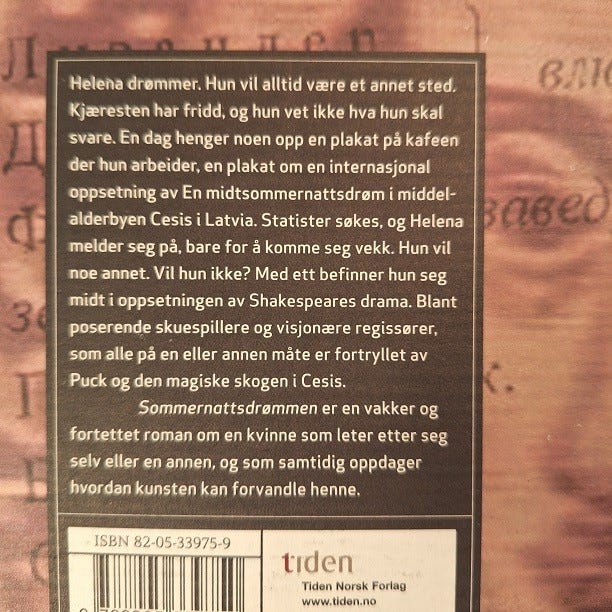 Helena drømmer. Hun vil alltid være et annet sted.
Kjæresten har fridd, og hun vet ikke hva hun skal
svare. En dag henger noen opp en plakat på kafeen
der hun arbeider, en plakat om en internasjonal
oppsetning av En midtsommernattsdrøm i middel-
alderbyen Cesis i Latvia. Statister søkes, og Helena
melder seg på, bare for å komme seg vekk. Hun vil
noe annet. Vil hun ikke? Med ett befinner hun seg
midt i oppsetningen av Shakespeares drama. Blant
poserende skuespillere og visjonære regissører,
som alle på en eller annen måte er fortryllet av
Puck og den magiske skogen i Cesis.
Sommernattsdrømmen er en vakker og
fortettet roman om en kvinne som leter etter seg
selv eller en annen, og som samtidig oppdager
hvordan kunsten kan forvandle henne.
ISBN 82-05-33975-9
tiden
Tiden Norsk Forlag
www.tiden.no